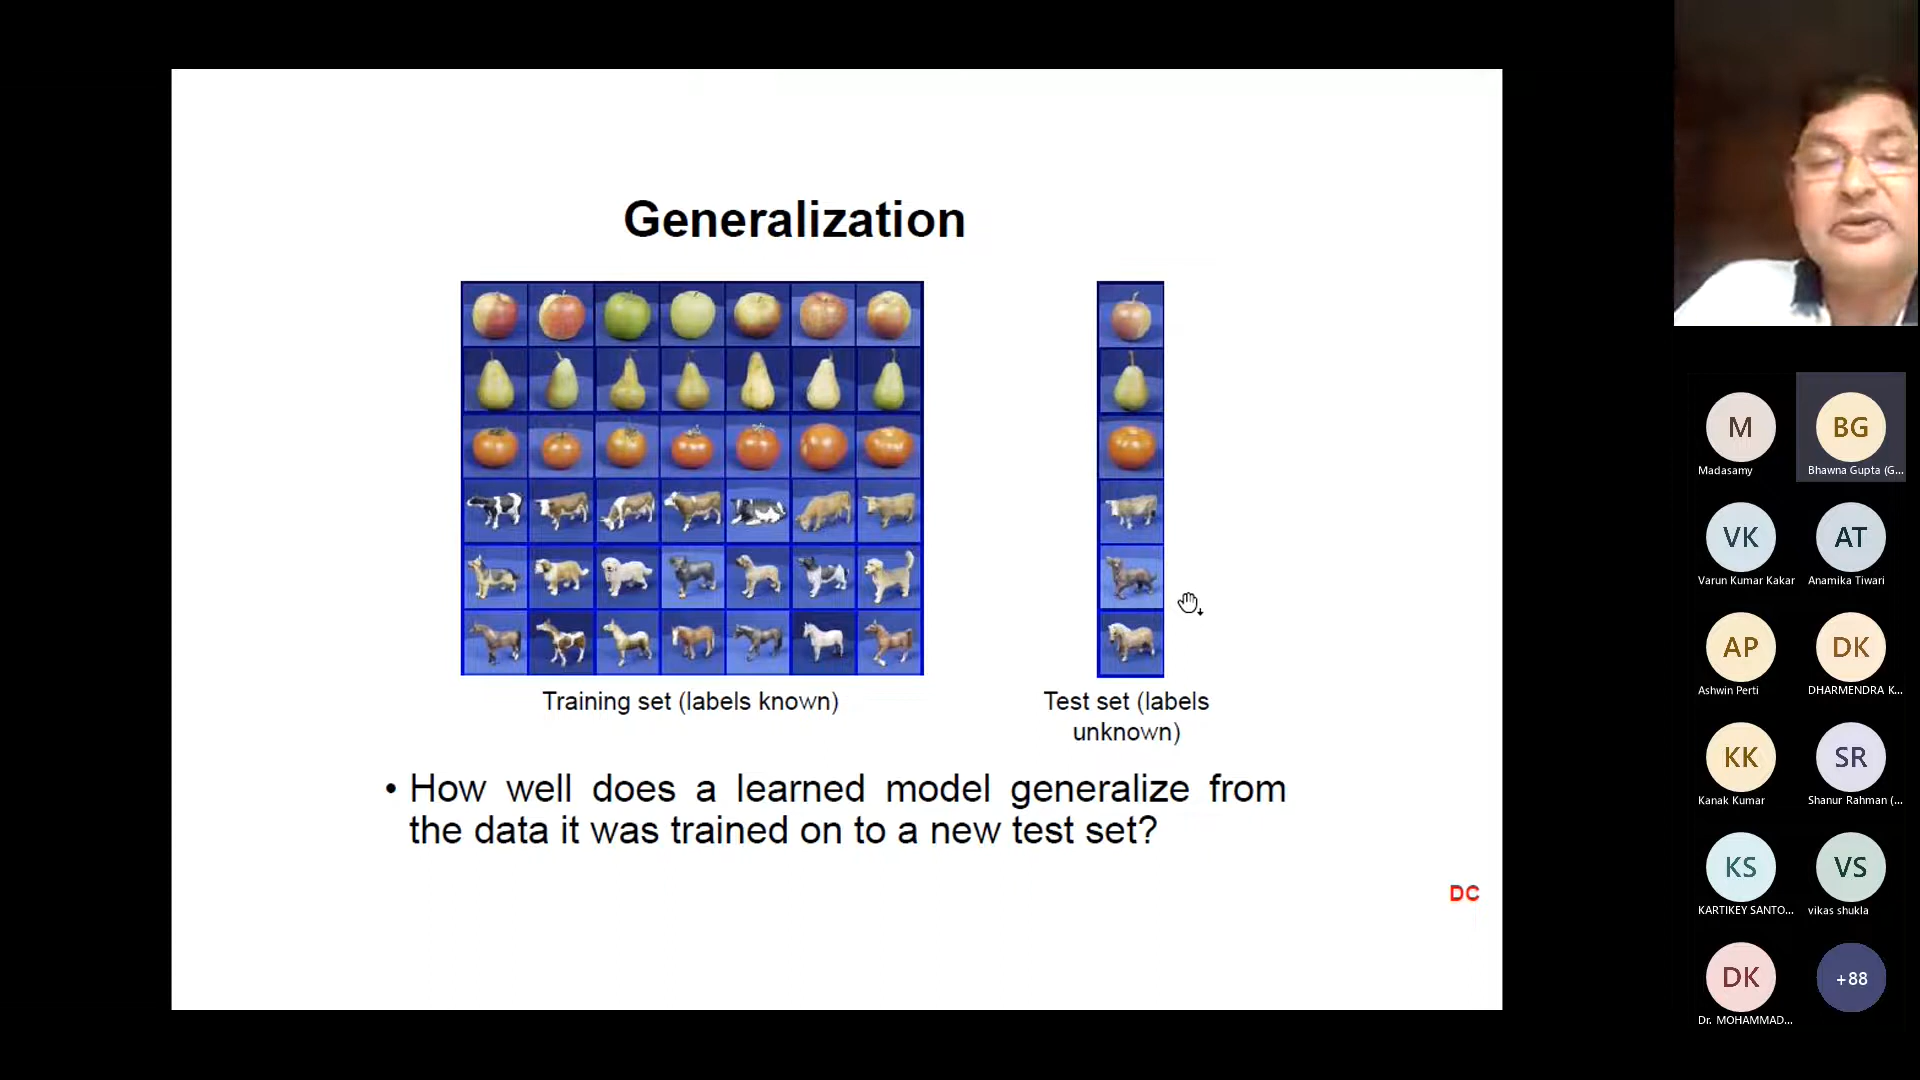 Generalization
Training set (labels known)
Test set (labels
unknown)
• How well does a learned model generalize from
the data it was trained on to a new test set?
DC
M
Madasamy
BG
Bhawna Gupta (G...
VK
Varun Kumar Kakar
AT
Anamika Tiwari
AP
Ashwin Perti
DK
DHARMENDRA K...
KK
Kanak Kumar
SR
Shanur Rahman (...
KS
KARTIKEY SANTO...
VS
vikas shukla
DK
Dr. MOHAMMAD...
+88